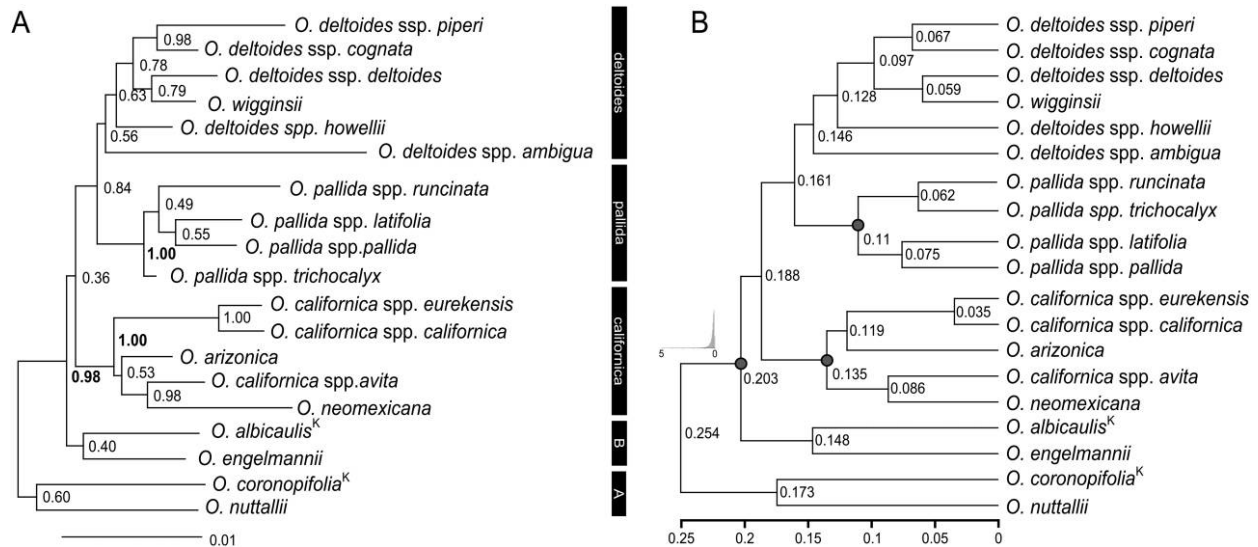 A
O. deltoides ssp. piperi
0.98
O. deltoides ssp. cognata
0.78
O. deltoides ssp. deltoides
0.79
0.63
O. wigginsii
O. deltoides spp. howellii
0.56
O. deltoides spp. ambigua
0.84
O. pallida spp. runcinata
0.49
O. pallida spp. latifolia
0.55
O. pallida spp.pallida
1.00
O. pallida spp. trichocalyx
0.36
O. californica spp. eurekensis
1.00
O. californica spp. californica
1.00
O. arizonica
0.53
0.98
O. californica spp.avita
0.98
O. neomexicana
O. albicaulisK
0.40
O. engelmannii
O. coronopifoliaK
0.60
O. nuttallii
0.01
deltoides
pallida
californica
B
A
B
O. deltoides ssp. piperi
0.067
O. deltoides ssp. cognata
0.097
O. deltoides ssp. deltoides
0.059
0.128
O. wigginsii
O. deltoides spp. howellii
0.146
O. deltoides spp. ambigua
0.161
O. pallida spp. runcinata
0.062
O. pallida spp. trichocalyx
0.11
O. pallida spp. latifolia
0.075
O. pallida spp. pallida
0.188
O. californica spp. eurekensis
0.035
O. californica spp. californica
0.119
O. arizonica
5
0
0.203
0.135
O. californica spp. avita
0.086
O. neomexicana
O. albicaulisK
0.254
0.148
O. engelmannii
O. coronopifoliaK
0.173
O. nuttallii
0.25 0.2 0.15 0.1 0.05 0